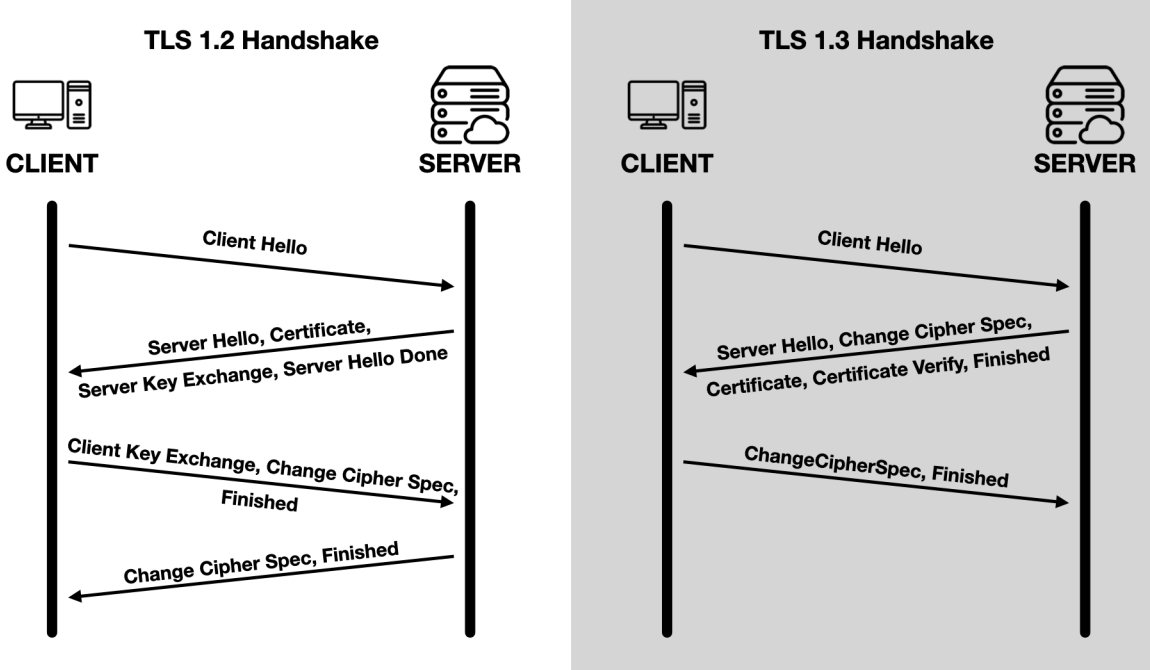 TLS 1.2 Handshake
CLIENT
SERVER
Client Hello
Server Hello, Certificate,
Server Key Exchange, Server Hello Done
Client Key Exchange, Change Cipher Spec,
Finished
Change Cipher Spec, Finished
TLS 1.3 Handshake
CLIENT
SERVER
Client Hello
Server Hello, Change Cipher Spec,
Certificate, Certificate Verify, Finished
ChangeCipherSpec, Finished